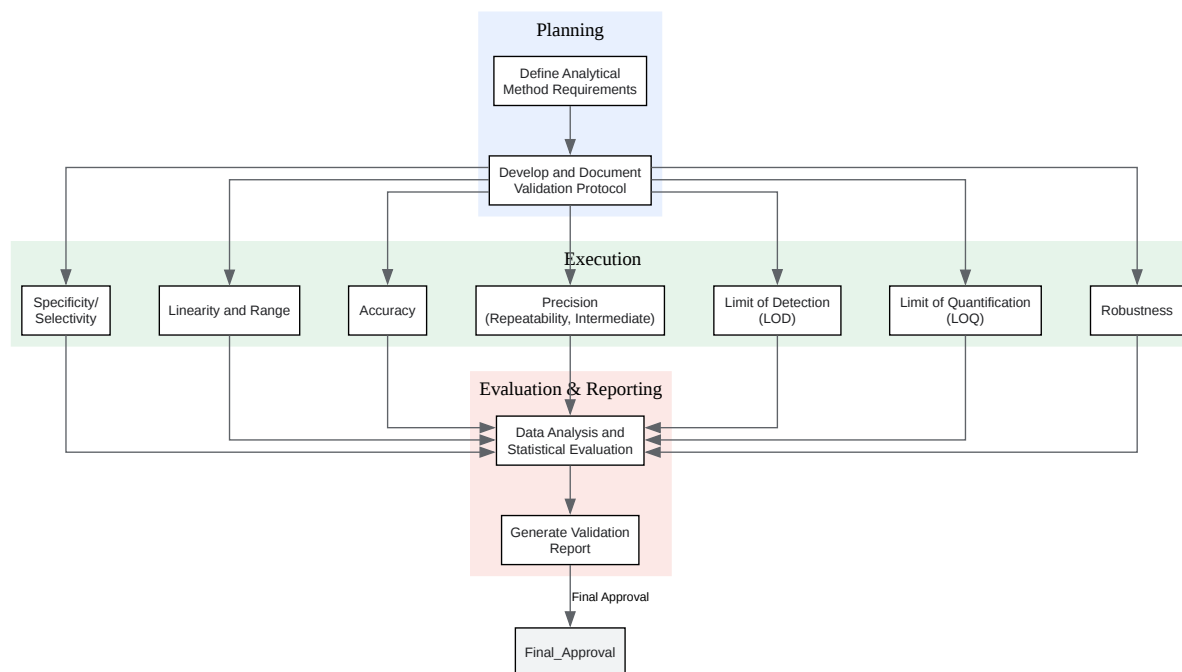 Planning
Define Analytical
Method Requirements
Develop and Document
Validation Protocol
Execution
Specificity/
Selectivity
Linearity and Range
Accuracy
Precision
(Repeatability, Intermediate)
Limit of Detection
(LOD)
Limit of Quantification
(LOQ)
Robustness
Evaluation & Reporting
Data Analysis and
Statistical Evaluation
Generate Validation
Report
Final Approval
Final_Approval